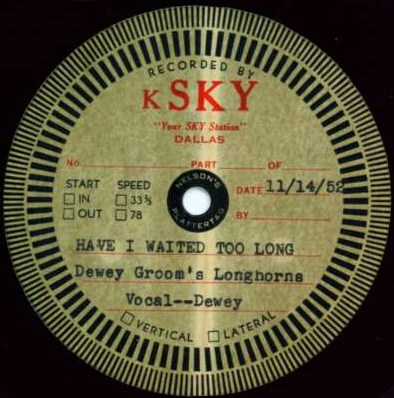 RECORDED BY
KSKY
"Your SKY Station"
DALLAS
No. PART OF
START SPEED
NELSON'S
IN 33⅓
DATE 11/14/52
OUT 78
PLATTERTAG
BY
HAVE I WAITED TOO LONG
Dewey Groom's Longhorns
Vocal--Dewey
VERTICAL LATERAL